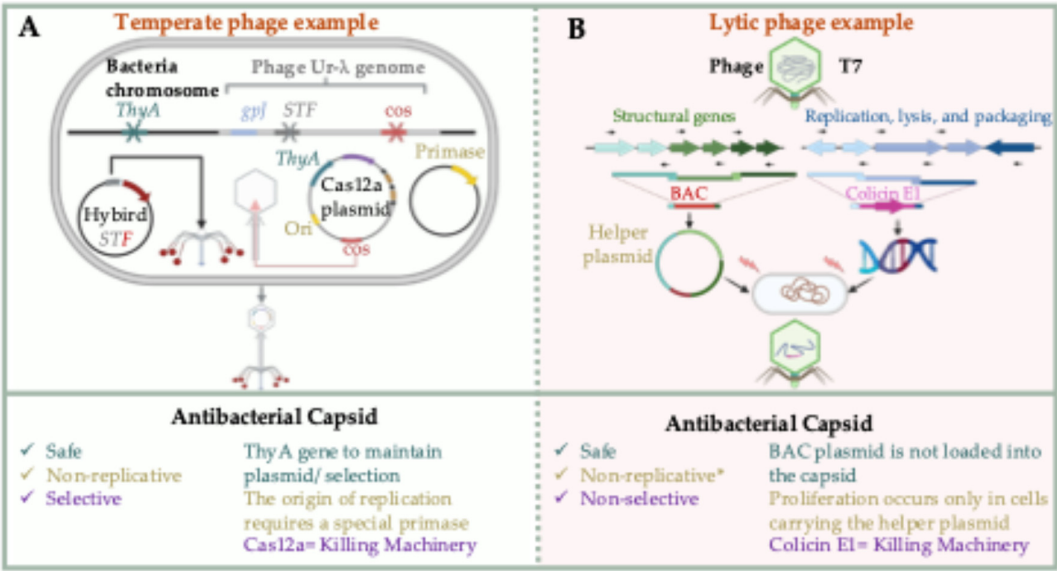 A
Temperate phage example
Bacteria
chromosome
Phage Ur-λ genome
ThyA
gpJ
STF
cos
ThyA
Primase
Cas12a
plasmid
Hybird
STF
Ori
cos
Antibacterial Capsid
✓ Safe
✓ Non-replicative
✓ Selective
ThyA gene to maintain
plasmid/ selection
The origin of replication
requires a special primase
Cas12a= Killing Machinery
B
Lytic phage example
Phage T7
Structural genes
Replication, lysis, and packaging
BAC
Colicin E1
Helper
plasmid
Antibacterial Capsid
✓ Safe
✓ Non-replicative*
✓ Non-selective
BAC plasmid is not loaded into
the capsid
Proliferation occurs only in cells
carrying the helper plasmid
Colicin E1= Killing Machinery